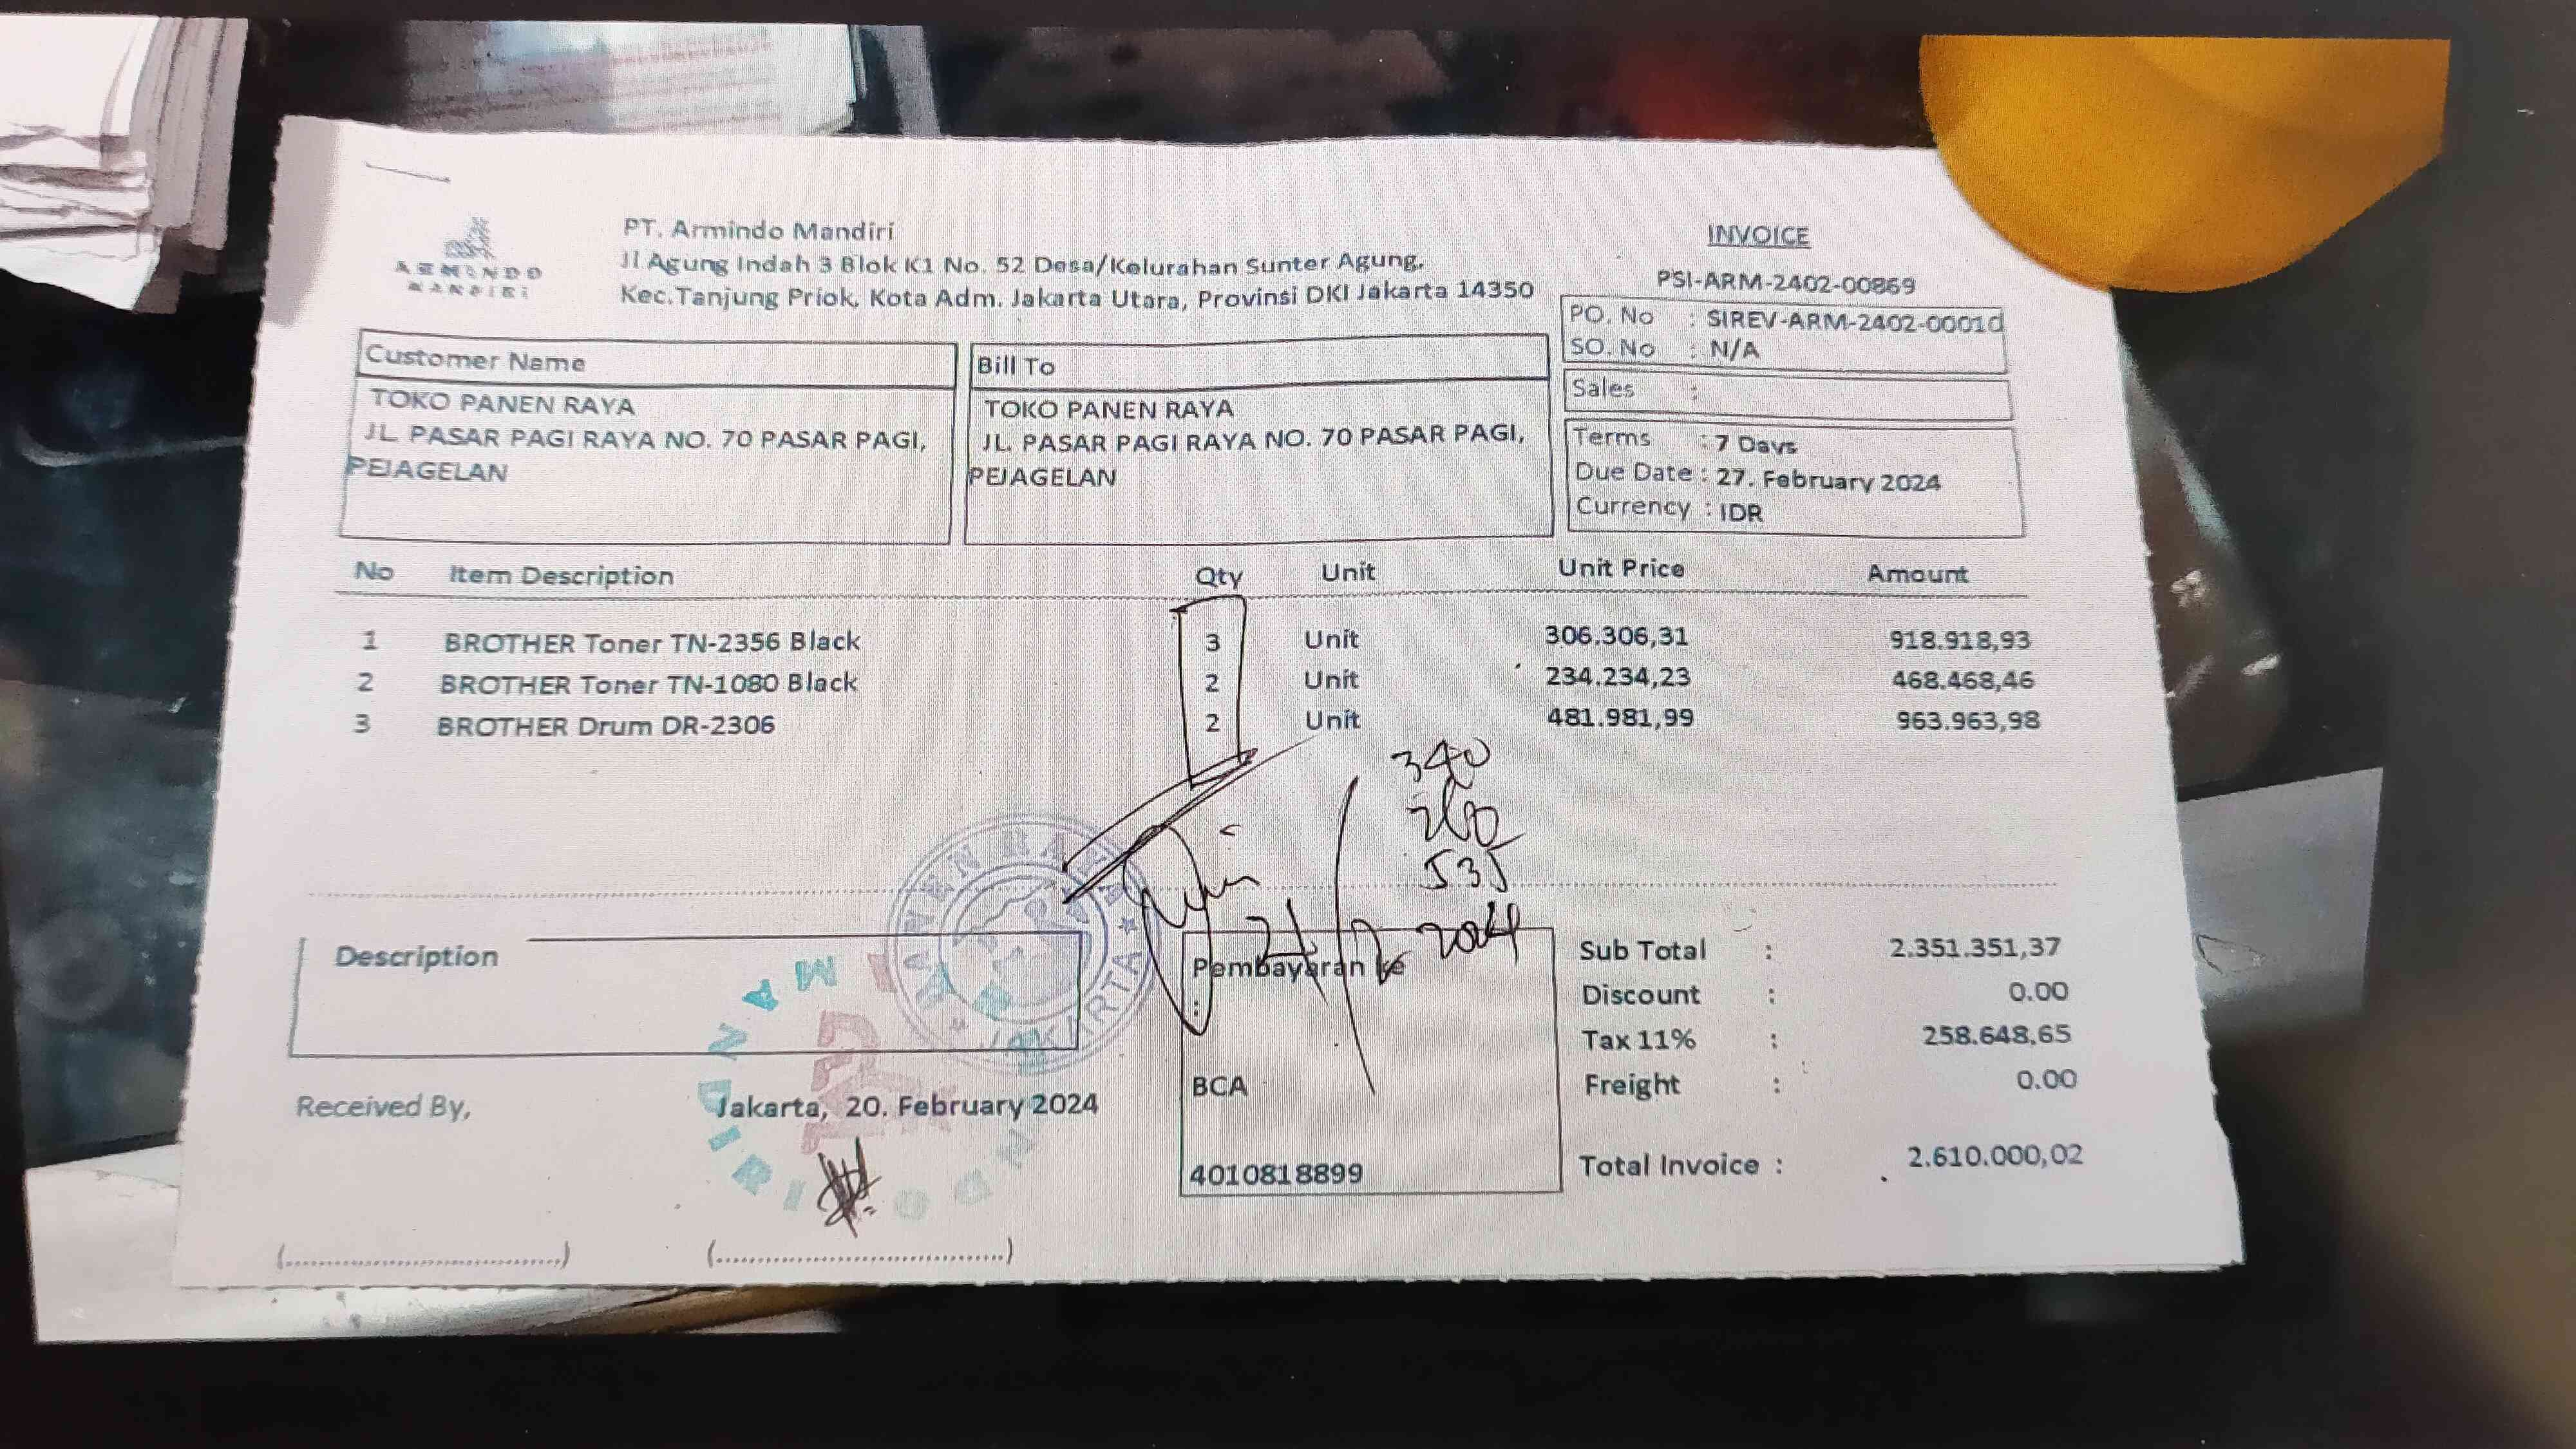 ARMINDO
MANDIRI
PT. Armindo Mandiri
Jl Agung Indah 3 Blok K1 No. 52 Desa/Kelurahan Sunter Agung,
Kec.Tanjung Priok, Kota Adm. Jakarta Utara, Provinsi DKI Jakarta 14350
INVOICE
PSI-ARM-2402-00869
PO. No : SIREV-ARM-2402-0001
SO. No : N/A
Sales :
Terms : 7 Days
Due Date : 27. February 2024
Currency : IDR
Customer Name
TOKO PANEN RAYA
JL. PASAR PAGI RAYA NO. 70 PASAR PAGI,
PEJAGELAN
Bill To
TOKO PANEN RAYA
JL. PASAR PAGI RAYA NO. 70 PASAR PAGI,
PEJAGELAN
No Item Description Qty Unit Unit Price Amount
1 BROTHER Toner TN-2356 Black 3 Unit 306.306,31 918.918,93
2 BROTHER Toner TN-1080 Black 2 Unit 234.234,23 468.468,46
3 BROTHER Drum DR-2306 2 Unit 481.981,99 963.963,98
340
260
535
21/2-2024
Description
PANEN RAYA
JAKARTA
Pembayaran ke
:
BCA
4010818899
Sub Total : 2.351.351,37
Discount : 0.00
Tax 11% : 258.648,65
Freight : 0.00
Total Invoice : 2.610.000,02
Received By,
Jakarta, 20. February 2024
(....................................)
(....................................)